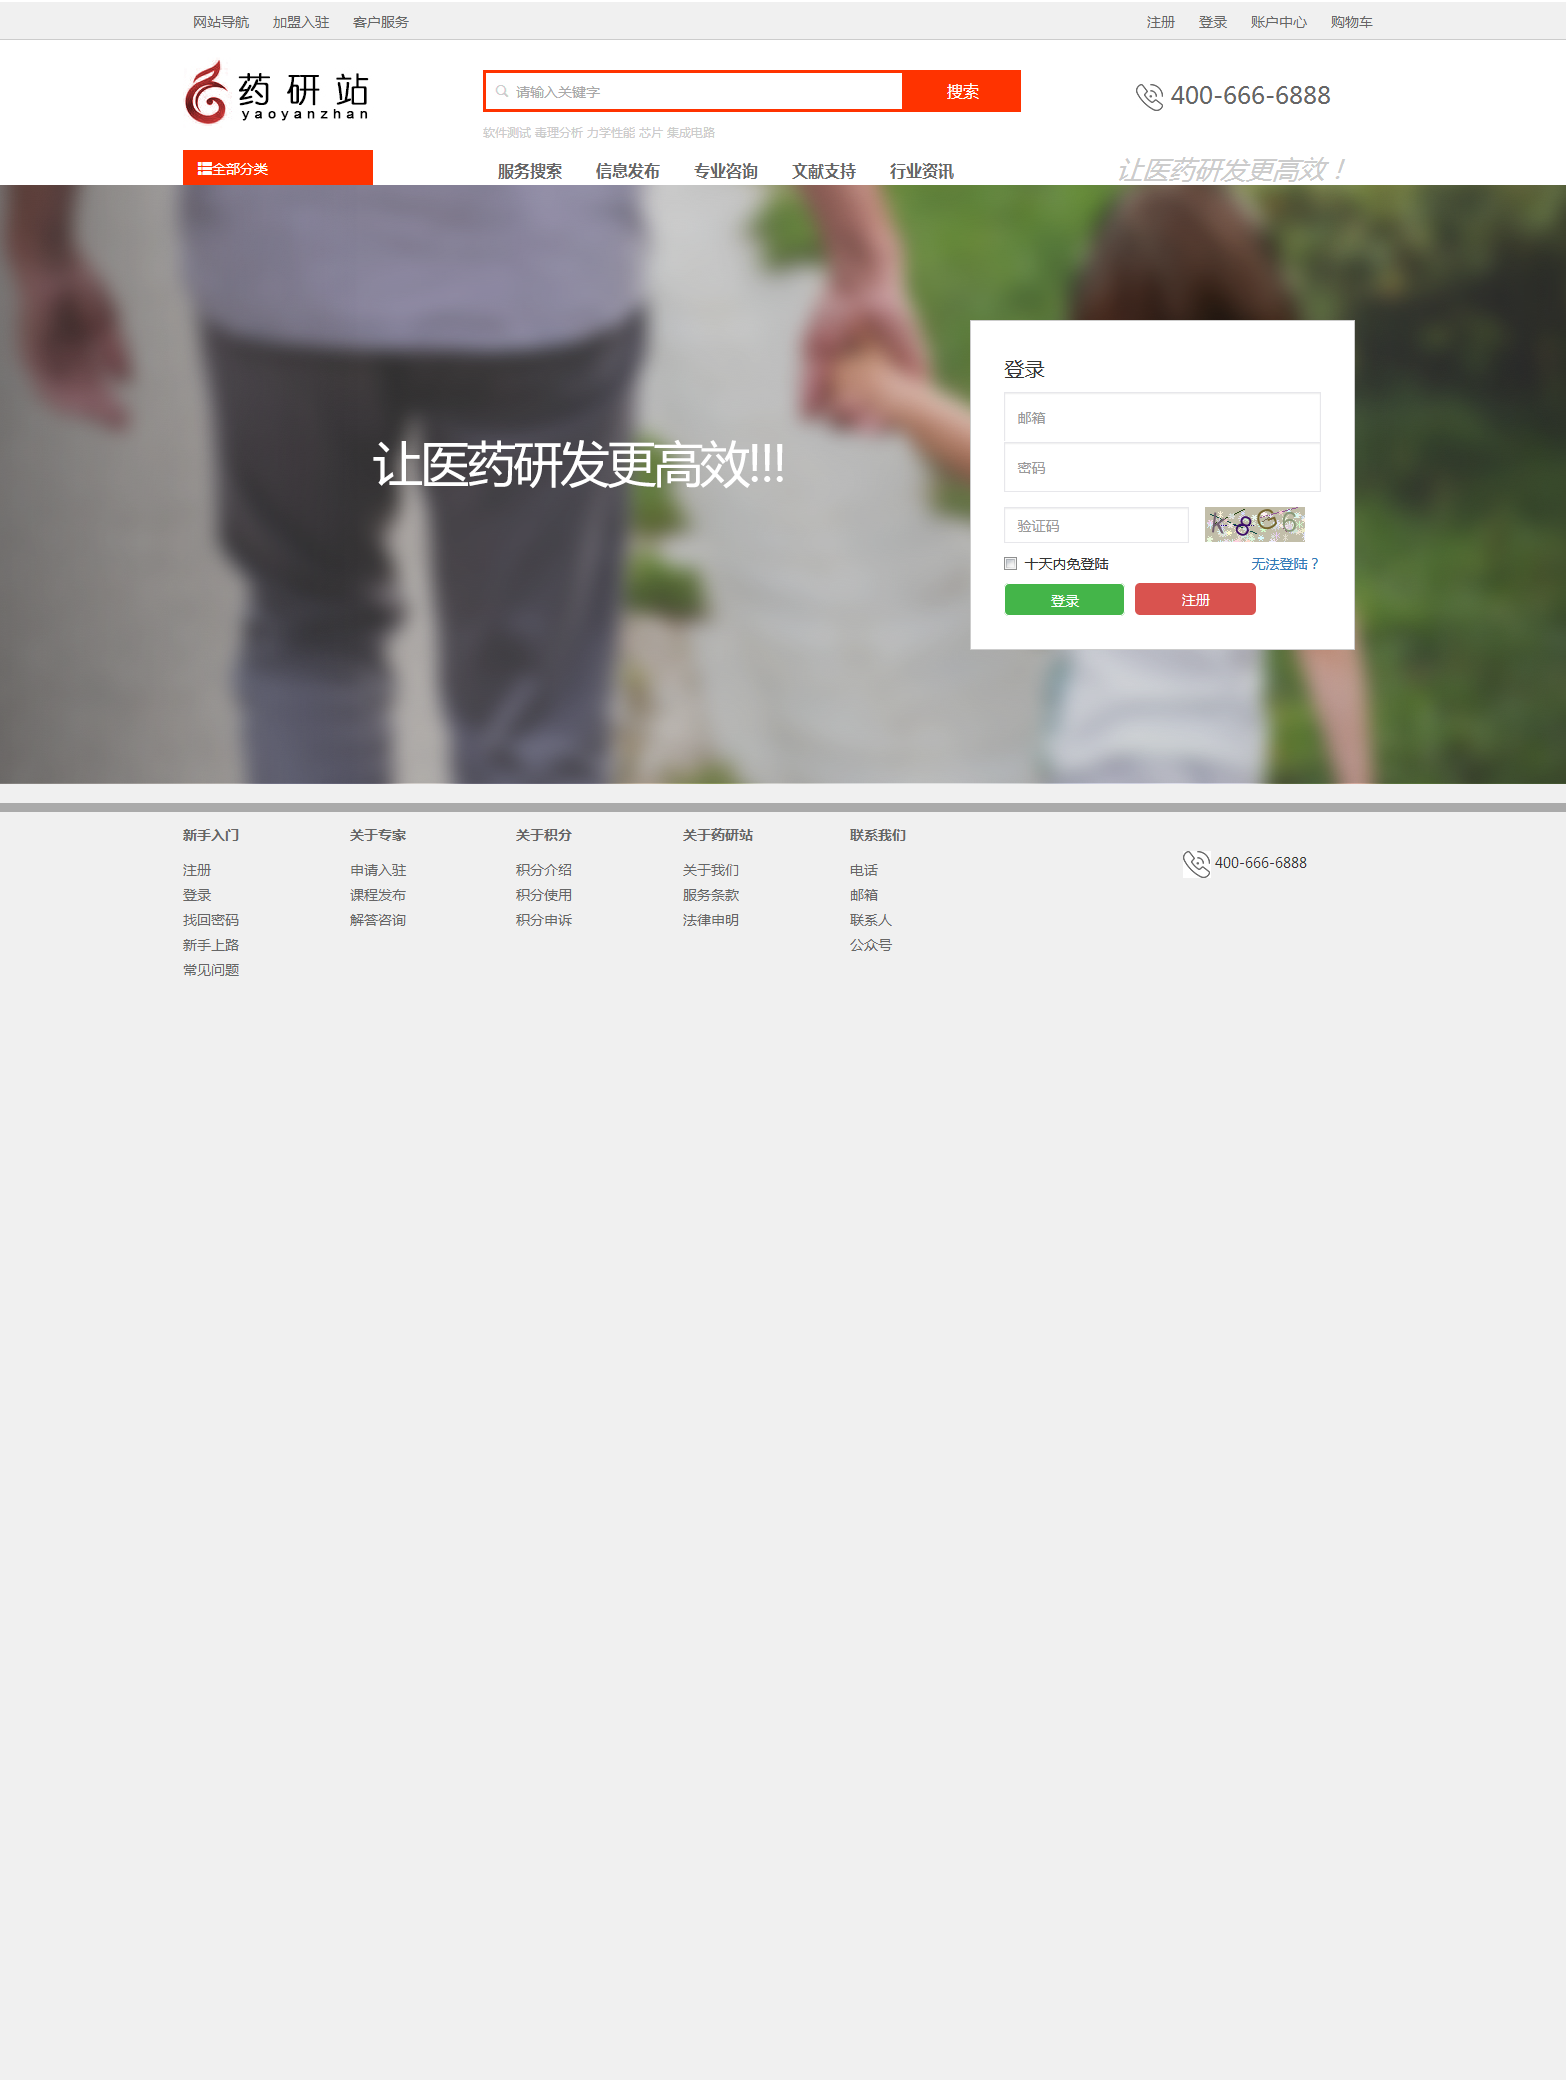 网站导航 加盟入驻 客户服务 注册 登录 账户中心 购物车
药研站
yaoyanzhan
请输入关键字 搜索
400-666-6888
软件测试 毒理分析 力学性能 芯片 集成电路
全部分类 服务搜索 信息发布 专业咨询 文献支持 行业资讯 让医药研发更高效！
让医药研发更高效!!!
登录
邮箱
密码
验证码 K8G6
十天内免登陆 无法登陆？
登录 注册
新手入门 关于专家 关于积分 关于药研站 联系我们
400-666-6888
注册 申请入驻 积分介绍 关于我们 电话
登录 课程发布 积分使用 服务条款 邮箱
找回密码 解答咨询 积分申诉 法律申明 联系人
新手上路 公众号
常见问题